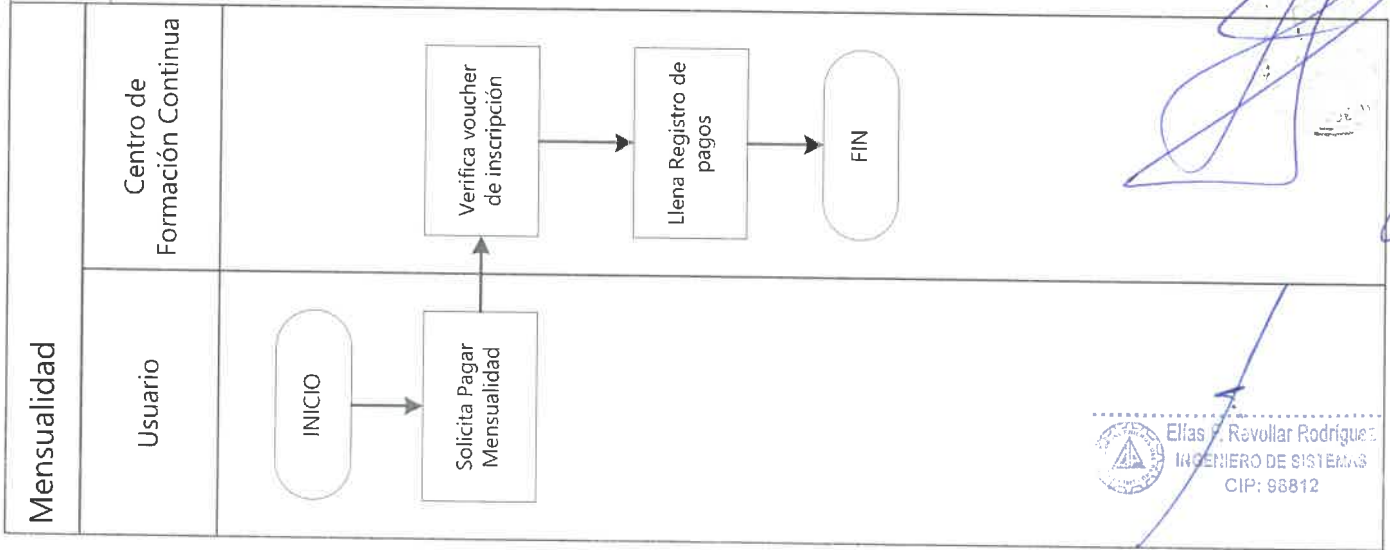 Mensualidad
Usuario
Centro de
Formación Continua
INICIO
Solicita Pagar
Mensualidad
Verifica voucher
de inscripción
Llena Registro de
pagos
FIN
Elías P. Revollar Rodríguez
INGENIERO DE SISTEMAS
CIP: 98812